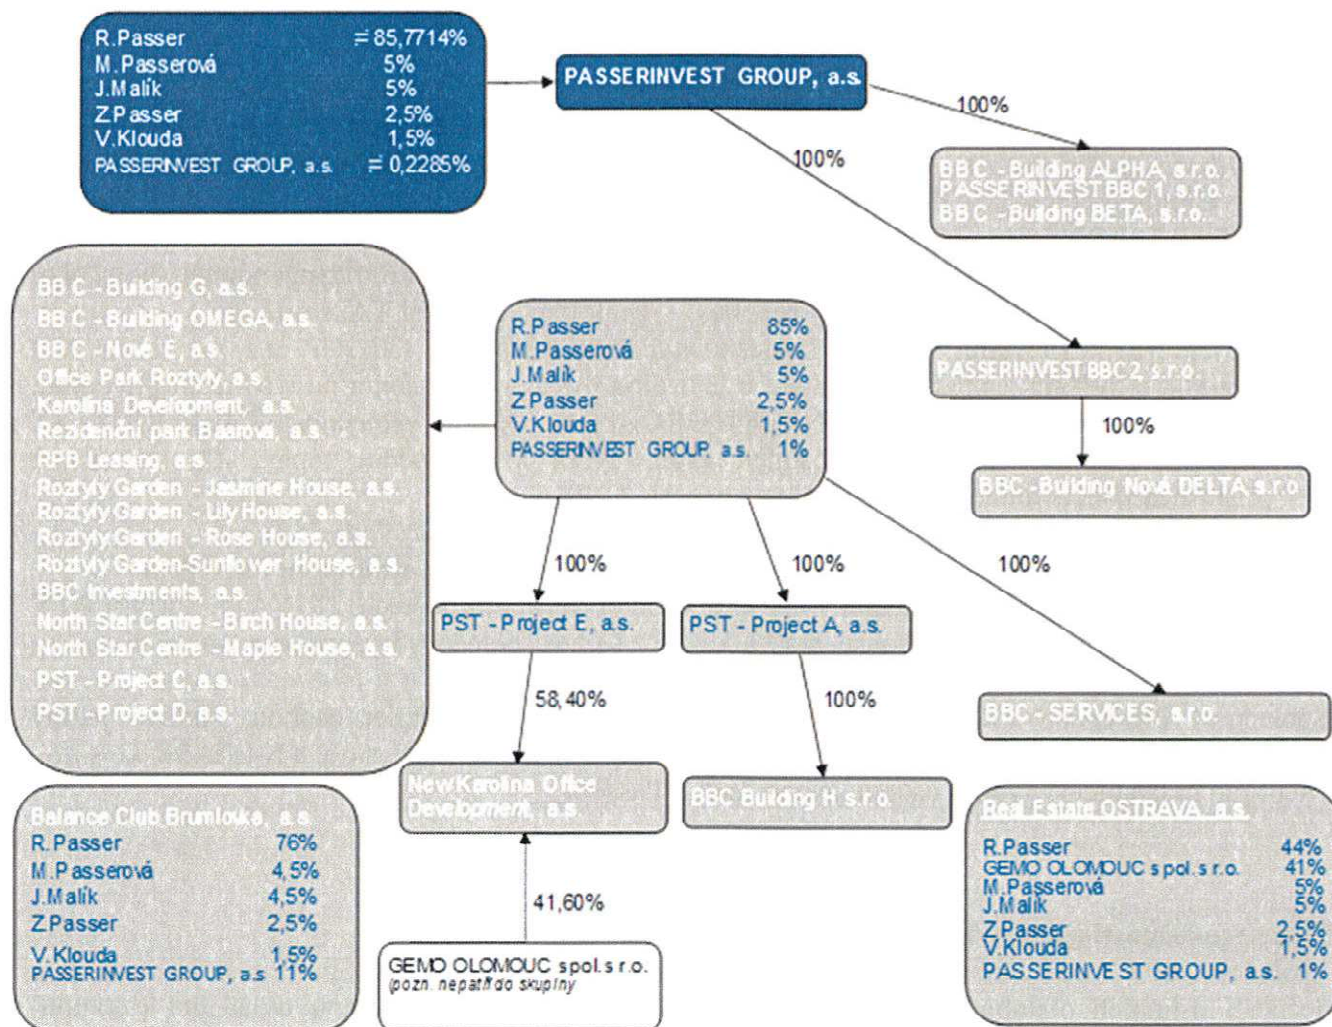 R.Passer ≐ 85,7714%
M.Passerová 5%
J.Malík 5%
Z.Passer 2,5%
V.Klouda 1,5%
PASSERINVEST GROUP, a.s. ≐ 0,2285%
PASSERINVEST GROUP, a.s.
100%
100%
BBC - Building ALPHA, s.r.o.
PASSERINVEST BBC 1, s.r.o.
BBC - Building BETA, s.r.o.
BBC - Building G, a.s.
BBC - Building OMEGA, a.s.
BBC - Nové E, a.s.
Office Park Roztyly, a.s.
Karolina Development, a.s.
Rezidenční park Baarova, a.s.
RPB Leasing, a.s.
Roztyly Garden - Jasmine House, a.s.
Roztyly Garden - Lily House, a.s.
Roztyly Garden - Rose House, a.s.
Roztyly Garden-Sunflower House, a.s.
BBC Investments, a.s.
North Star Centre - Birch House, a.s.
North Star Centre - Maple House, a.s.
PST - Project C, a.s.
PST - Project D, a.s.
R.Passer 85%
M.Passerová 5%
J.Malík 5%
Z.Passer 2,5%
V.Klouda 1,5%
PASSERINVEST GROUP, a.s. 1%
PASSERINVEST BBC 2, s.r.o.
100%
BBC - Building Nová DELTA, s.r.o
100%
100%
100%
PST - Project E, a.s.
PST - Project A, a.s.
58,40%
100%
BBC - SERVICES, s.r.o.
New Karolina Office
Development, a.s.
BBC Building H s.r.o.
Balance Club Brumlovka, a.s.
R.Passer 76%
M.Passerová 4,5%
J.Malík 4,5%
Z.Passer 2,5%
V.Klouda 1,5%
PASSERINVEST GROUP, a.s 11%
41,60%
GEMO OLOMOUC spol.s r.o.
(pozn. nepatří do skupiny
Real Estate OSTRAVA, a.s.
R.Passer 44%
GEMO OLOMOUC spol.s r.o. 41%
M.Passerová 5%
J.Malík 5%
Z.Passer 2,5%
V.Klouda 1,5%
PASSERINVEST GROUP, a.s. 1%